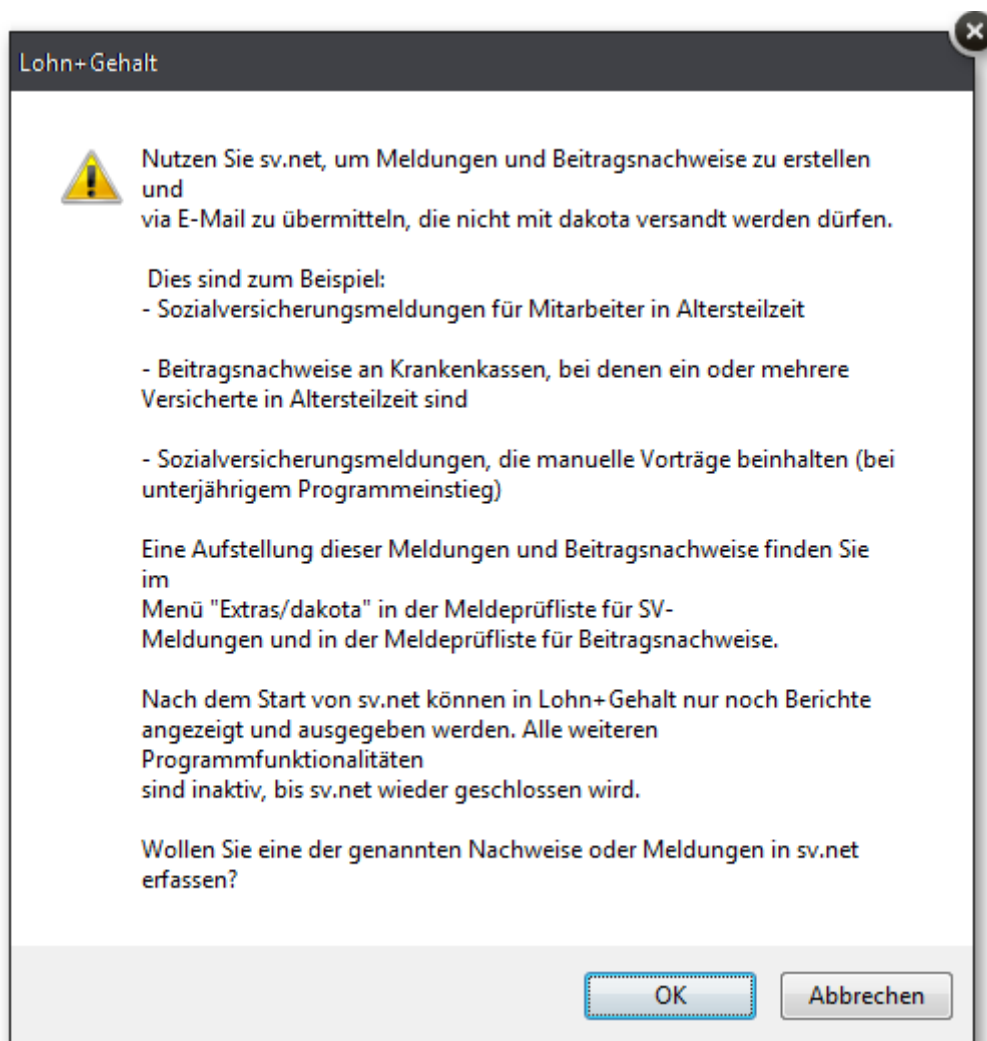 Lohn+Gehalt
Nutzen Sie sv.net, um Meldungen und Beitragsnachweise zu erstellen
und
via E-Mail zu übermitteln, die nicht mit dakota versandt werden dürfen.
Dies sind zum Beispiel:
- Sozialversicherungsmeldungen für Mitarbeiter in Altersteilzeit
- Beitragsnachweise an Krankenkassen, bei denen ein oder mehrere
Versicherte in Altersteilzeit sind
- Sozialversicherungsmeldungen, die manuelle Vorträge beinhalten (bei
unterjährigem Programmeinstieg)
Eine Aufstellung dieser Meldungen und Beitragsnachweise finden Sie
im
Menü "Extras/dakota" in der Meldeprüfliste für SV-
Meldungen und in der Meldeprüfliste für Beitragsnachweise.
Nach dem Start von sv.net können in Lohn+Gehalt nur noch Berichte
angezeigt und ausgegeben werden. Alle weiteren
Programmfunktionalitäten
sind inaktiv, bis sv.net wieder geschlossen wird.
Wollen Sie eine der genannten Nachweise oder Meldungen in sv.net
erfassen?
OK
Abbrechen